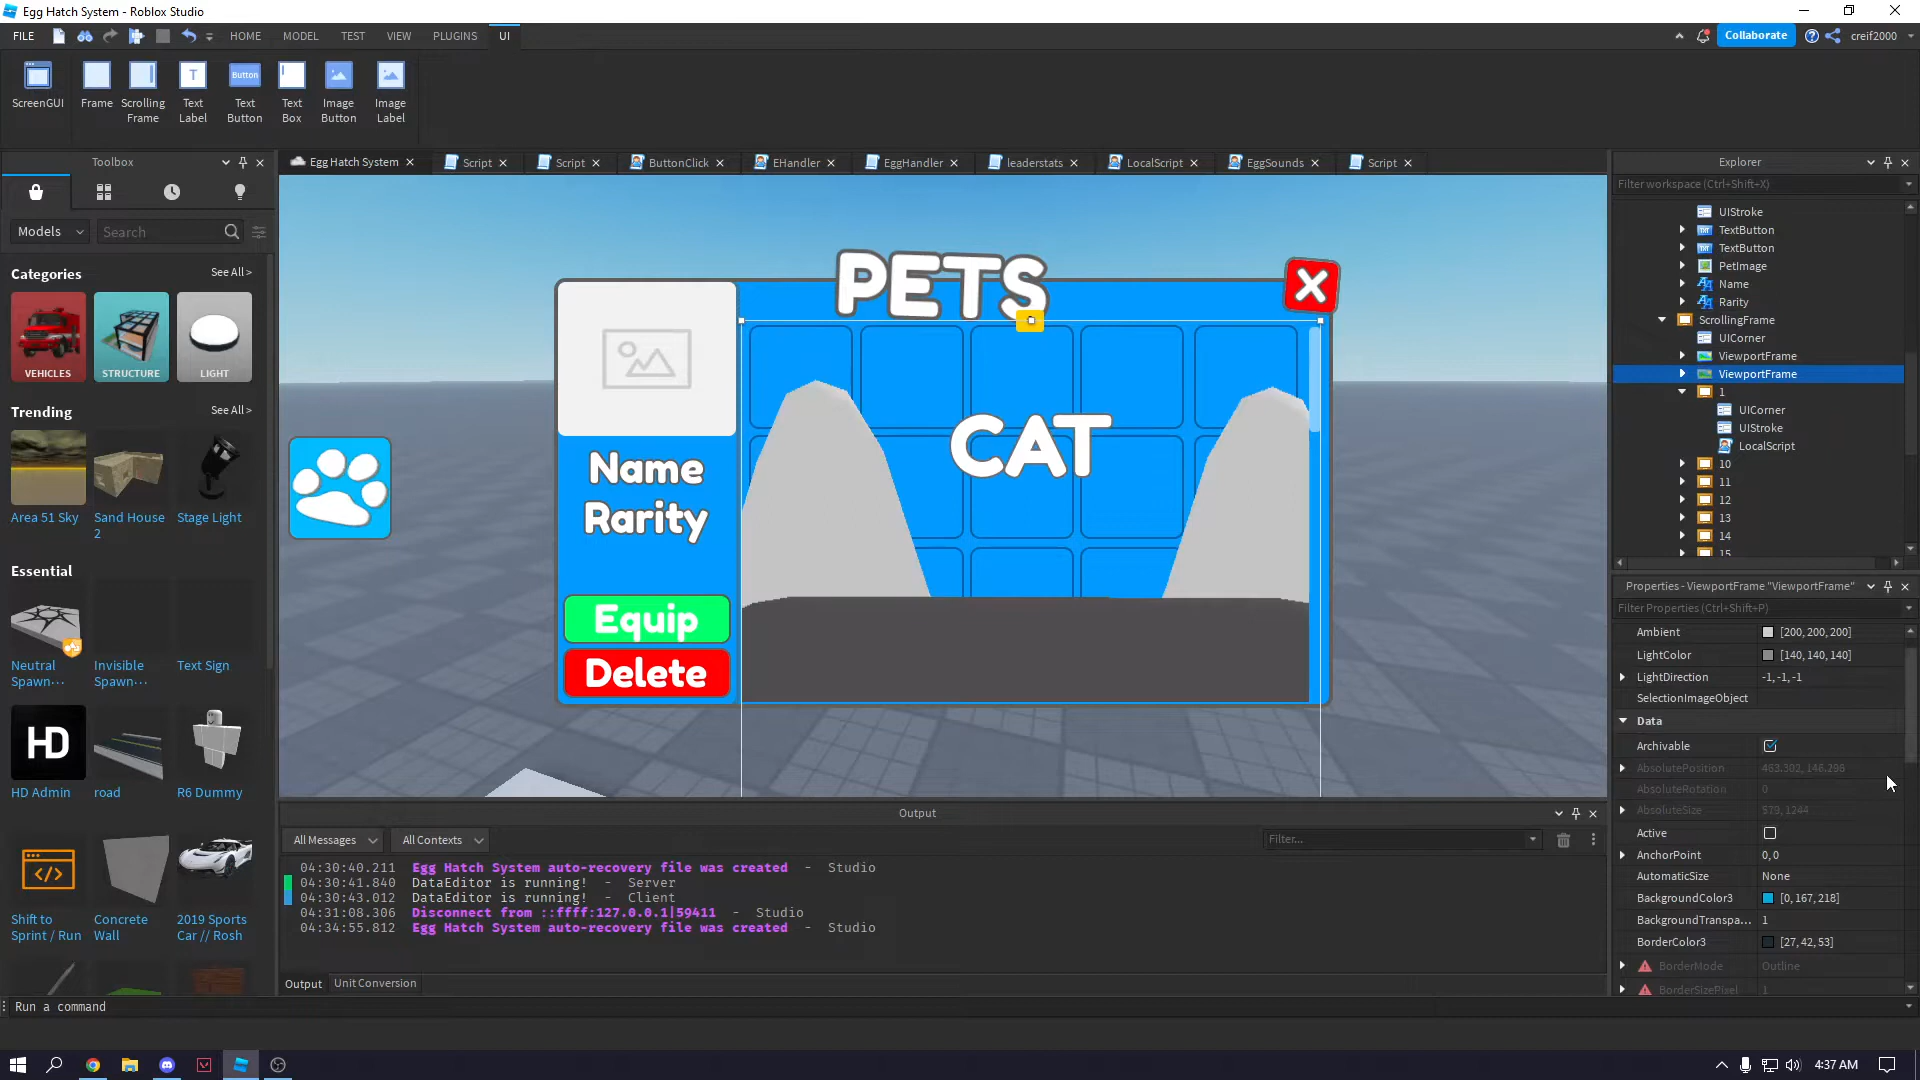 Egg Hatch System - Roblox Studio
FILE
HOME
MODEL
TEST
VIEW
PLUGINS
UI
Collaborate
creif2000
ScreenGUI
Frame
Scrolling
Frame
Text
Label
Button
Text
Button
Text
Box
Image
Button
Image
Label
Toolbox
Egg Hatch System
Script
Script
ButtonClick
EHandler
EggHandler
leaderstats
LocalScript
EggSounds
Script
Models
Search
Categories
See All >
VEHICLES
STRUCTURE
LIGHT
Trending
See All >
Area 51 Sky
Sand House
2
Stage Light
Essential
Neutral
Spawn···
Invisible
Spawn···
Text Sign
HD
HD Admin
road
R6 Dummy
Shift to
Sprint / Run
Concrete
Wall
2019 Sports
Car // Rosh
PETS
X
CAT
Name
Rarity
Equip
Delete
Explorer
Filter workspace (Ctrl+Shift+X)
UIStroke
TextButton
TextButton
PetImage
Name
Rarity
ScrollingFrame
UICorner
ViewportFrame
ViewportFrame
1
UICorner
UIStroke
LocalScript
10
11
12
13
14
15
Properties - ViewportFrame "ViewportFrame"
Filter Properties (Ctrl+Shift+P)
Ambient [200, 200, 200]
LightColor [140, 140, 140]
LightDirection -1, -1, -1
SelectionImageObject
Data
Archivable
AbsolutePosition 463.302, 146.296
AbsoluteRotation 0
AbsoluteSize 579, 1244
Active
AnchorPoint 0, 0
AutomaticSize None
BackgroundColor3 [0, 167, 218]
BackgroundTranspa... 1
BorderColor3 [27, 42, 53]
BorderMode Outline
BorderSizePixel 1
Output
All Messages
All Contexts
Filter...
04:30:40.211 Egg Hatch System auto-recovery file was created - Studio
04:30:41.840 DataEditor is running! - Server
04:30:43.012 DataEditor is running! - Client
04:31:08.306 Disconnect from ::ffff:127.0.0.1|59411 - Studio
04:34:55.812 Egg Hatch System auto-recovery file was created - Studio
Output
Unit Conversion
Run a command
4:37 AM